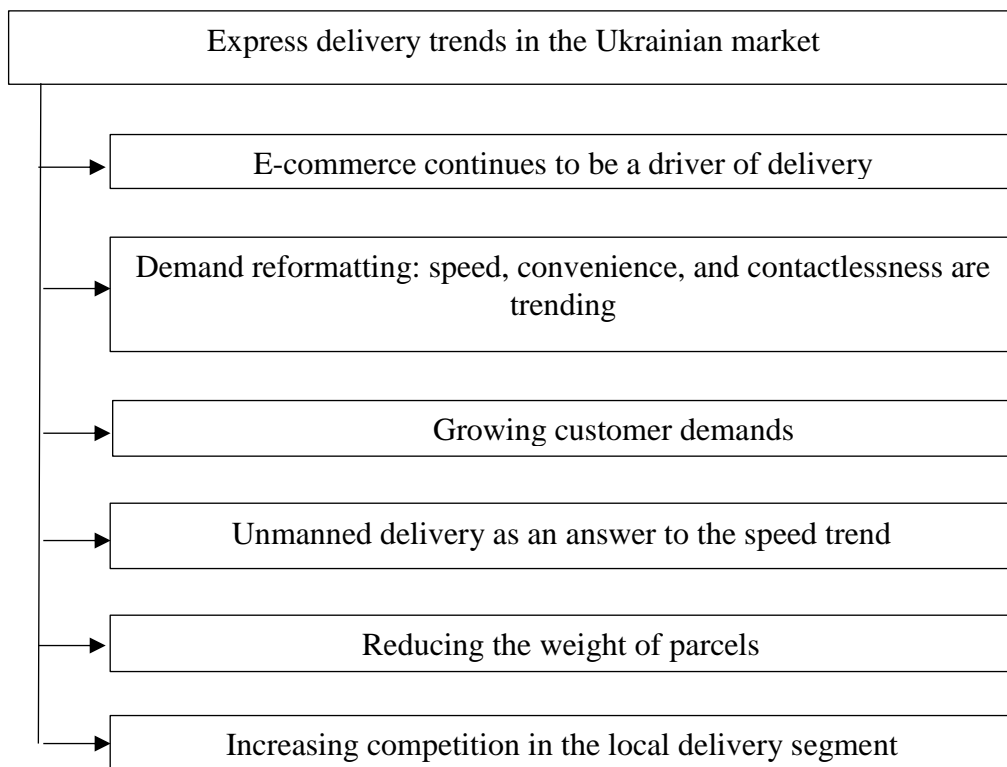 Express delivery trends in the Ukrainian market
E-commerce continues to be a driver of delivery
Demand reformatting: speed, convenience, and contactlessness are
trending
Growing customer demands
Unmanned delivery as an answer to the speed trend
Reducing the weight of parcels
Increasing competition in the local delivery segment